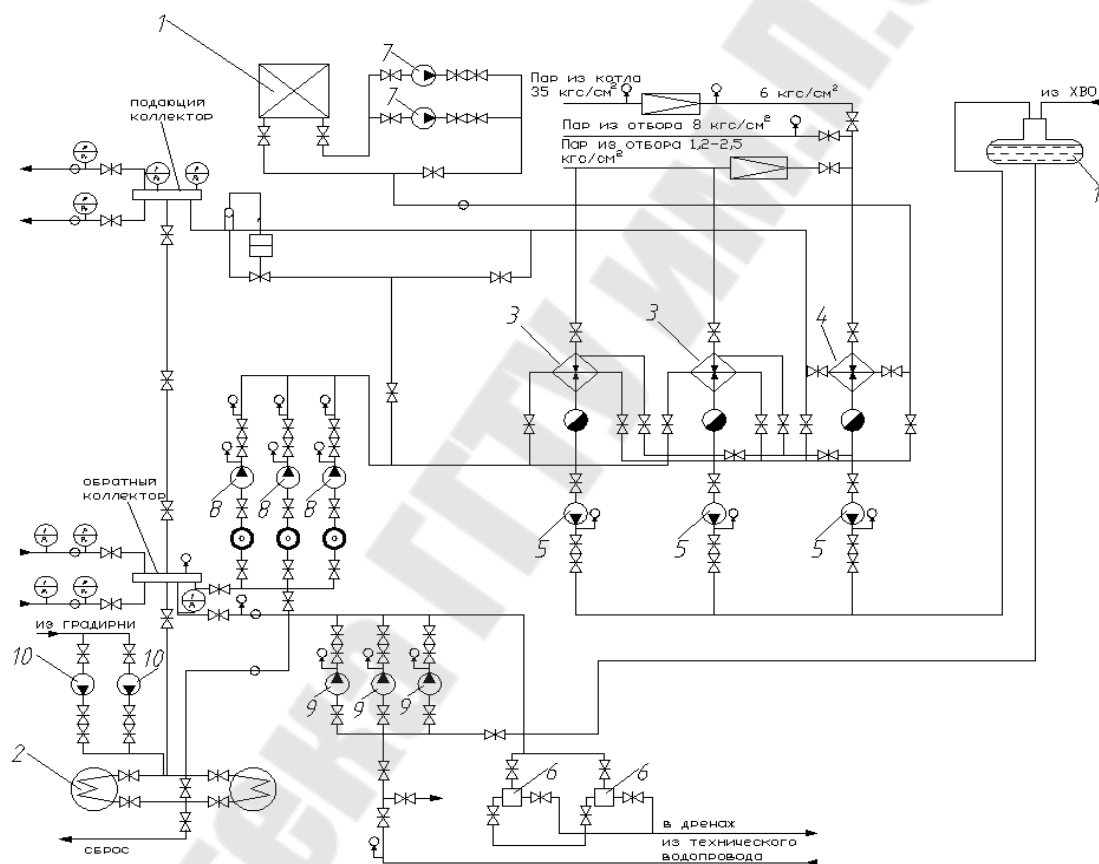 1
7
7
Пар из котла
35 кгс/см²
6 кгс/см²
из ХВО
подающий
коллектор
Пар из отбора 8 кгс/см²
Пар из отбора 1,2-2,5
кгс/см²
1
3
3
4
8
8
8
обратный
коллектор
5
5
5
из градирни
10
10
9
9
9
2
6
6
в дренаж
из технического
водопровода
сброс